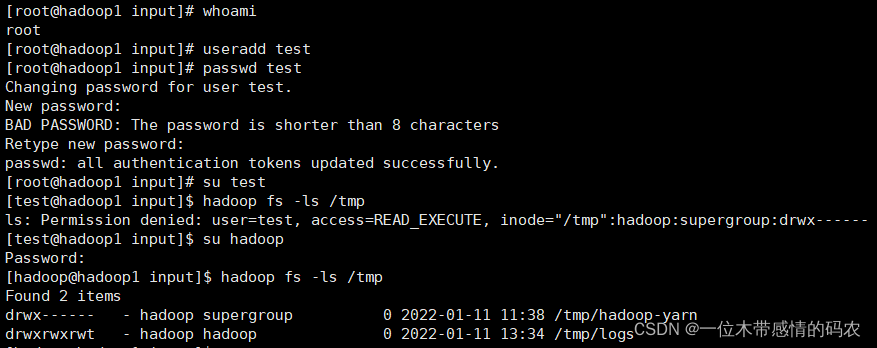 [root@hadoop1 input]# whoami
root
[root@hadoop1 input]# useradd test
[root@hadoop1 input]# passwd test
Changing password for user test.
New password:
BAD PASSWORD: The password is shorter than 8 characters
Retype new password:
passwd: all authentication tokens updated successfully.
[root@hadoop1 input]# su test
[test@hadoop1 input]$ hadoop fs -ls /tmp
ls: Permission denied: user=test, access=READ_EXECUTE, inode="/tmp":hadoop:supergroup:drwx------
[test@hadoop1 input]$ su hadoop
Password:
[hadoop@hadoop1 input]$ hadoop fs -ls /tmp
Found 2 items
drwx------   - hadoop supergroup          0 2022-01-11 11:38 /tmp/hadoop-yarn
drwxrwxrwt   - hadoop hadoop              0 2022-01-11 13:34 /tmp/logs
CSDN @一位木带感情的码农